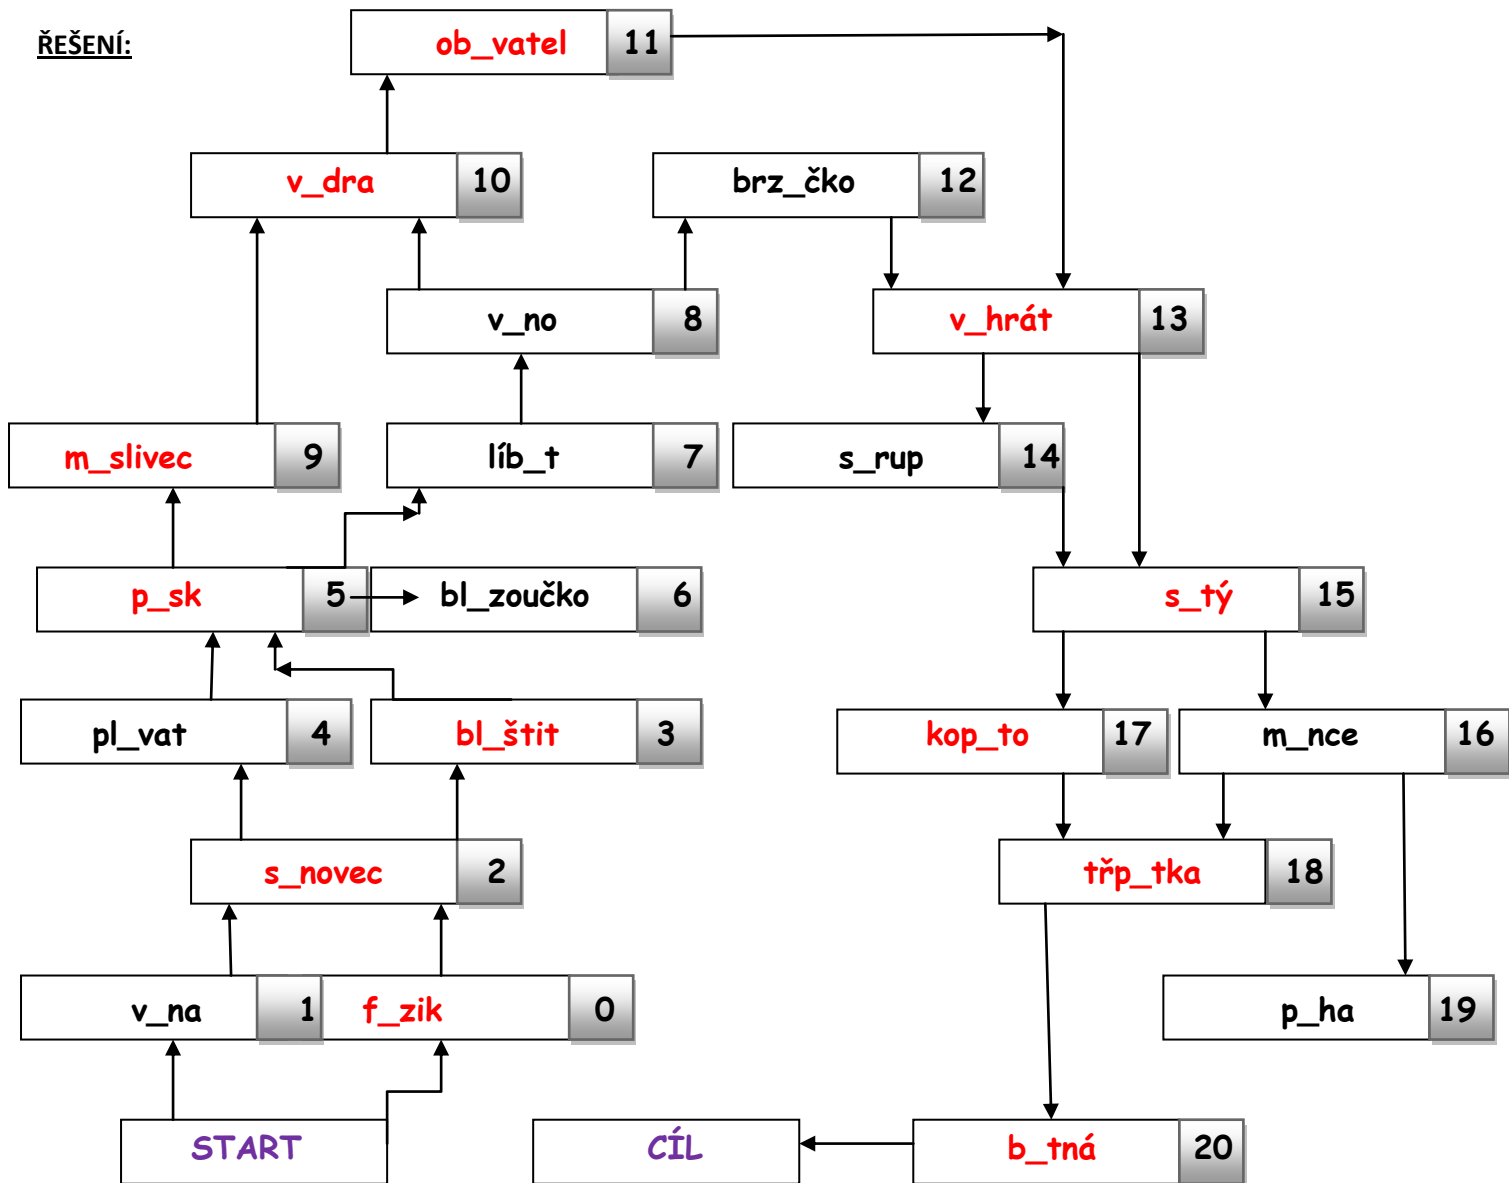 ŘEŠENÍ:
ob_vatel 11
v_dra 10
brz_čko 12
v_no 8
v_hrát 13
m_slivec 9
líb_t 7
s_rup 14
p_sk 5
bl_zoučko 6
s_tý 15
pl_vat 4
bl_štit 3
kop_to 17
m_nce 16
s_novec 2
třp_tka 18
v_na 1
f_zik 0
p_ha 19
START
CÍL
b_tná 20